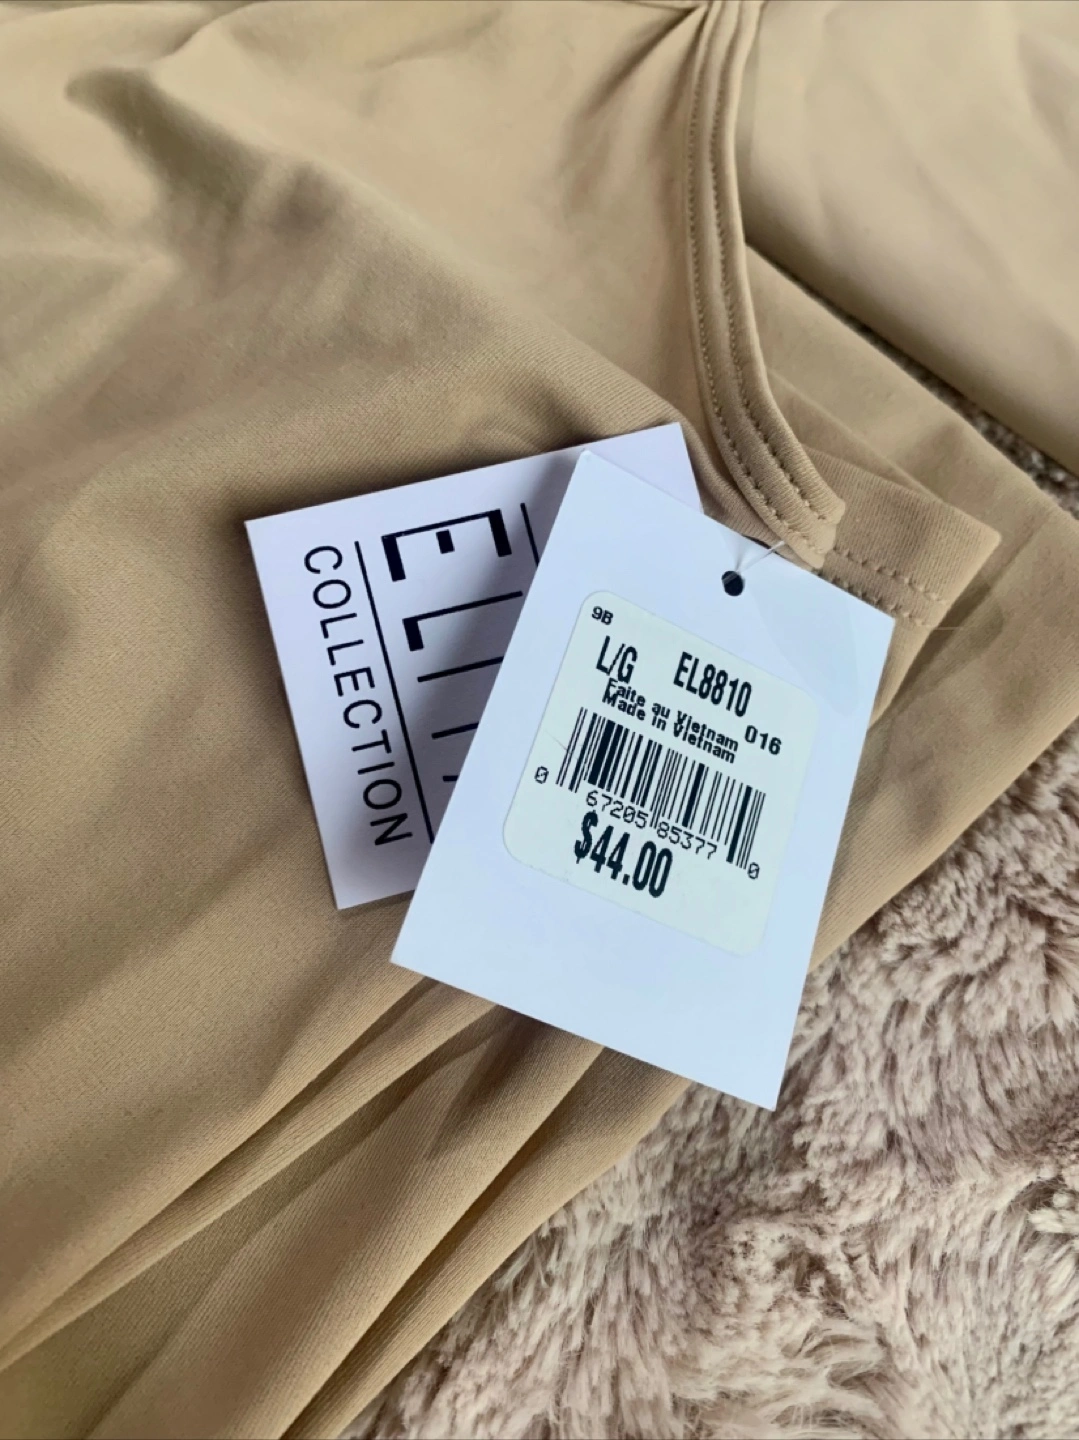 COLLECTION
9B
L/G EL8810
Faite au Vietnam
Made in Vietnam
016
0 67205 85377 0
$44.00